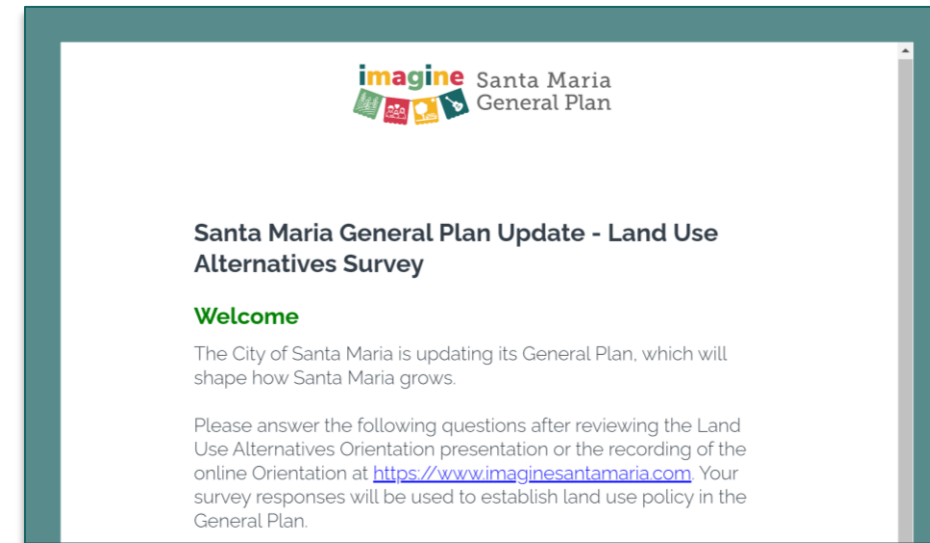 imagine Santa Maria
General Plan
Santa Maria General Plan Update - Land Use
Alternatives Survey
Welcome
The City of Santa Maria is updating its General Plan, which will
shape how Santa Maria grows.
Please answer the following questions after reviewing the Land
Use Alternatives Orientation presentation or the recording of the
online Orientation at https://www.imaginesantamaria.com. Your
survey responses will be used to establish land use policy in the
General Plan.